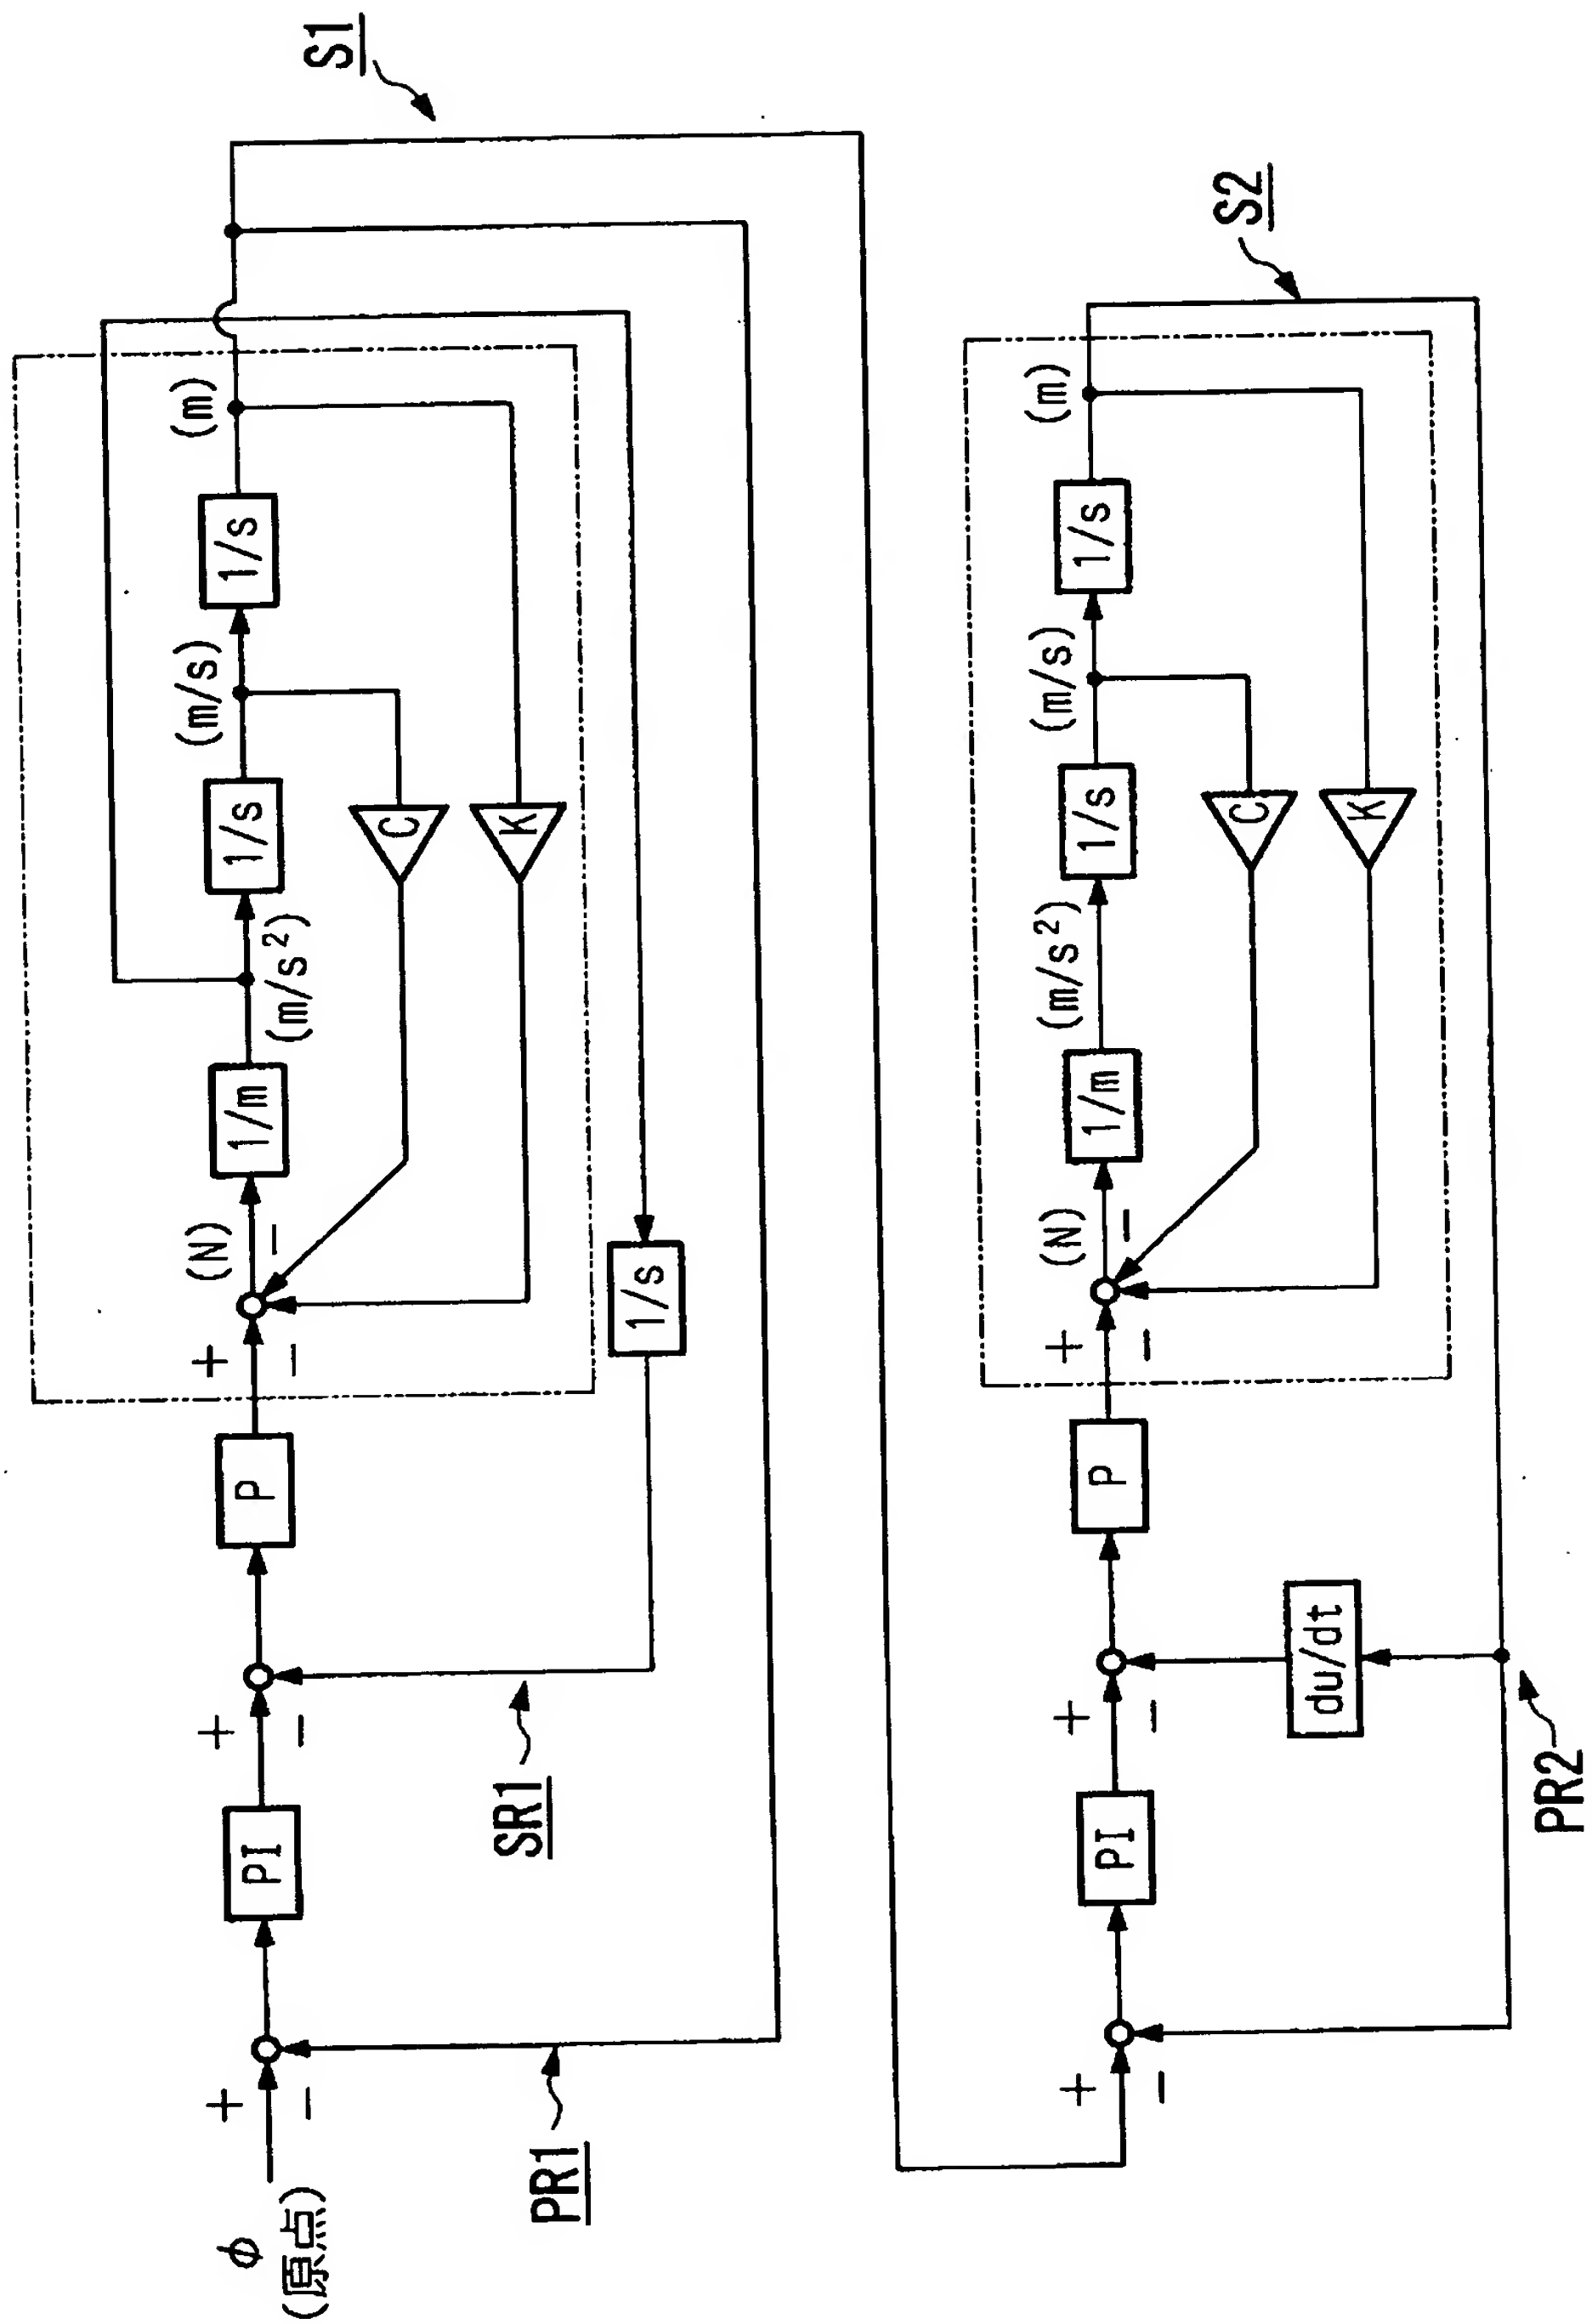 S1
φ
(原点)
+
−
PI
+
−
P
+
−
(N)
−
1/m
(m/s²)
1/s
(m/s)
1/s
(m)
C
K
1/s
SR1
PR1
S2
+
−
PI
+
−
P
+
−
(N)
−
1/m
(m/s²)
1/s
(m/s)
1/s
(m)
C
K
du/dt
PR2